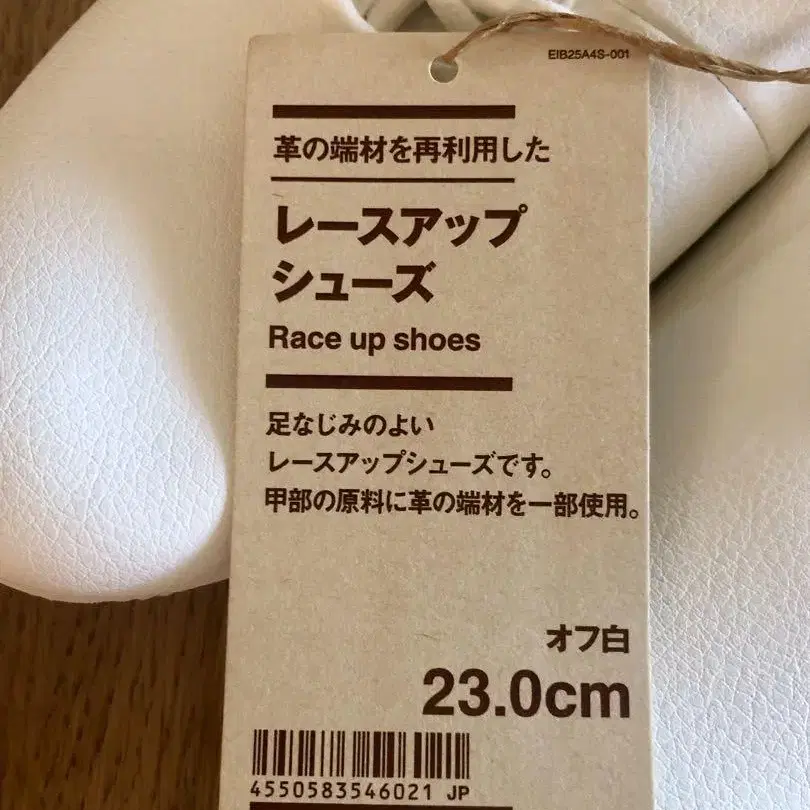 EIB25A4S-001
革の端材を再利用した
レースアップ
シューズ
Race up shoes
足なじみのよい
レースアップシューズです。
甲部の原料に革の端材を一部使用。
オフ白
23.0cm
4550583546021 JP